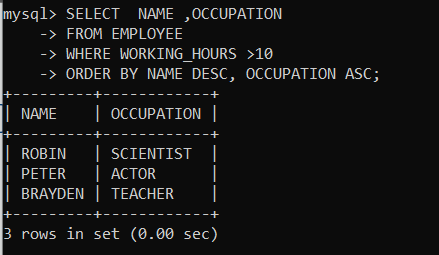 mysql> SELECT  NAME ,OCCUPATION
    -> FROM EMPLOYEE
    -> WHERE WORKING_HOURS >10
    -> ORDER BY NAME DESC, OCCUPATION ASC;
+---------+------------+
| NAME    | OCCUPATION |
+---------+------------+
| ROBIN   | SCIENTIST  |
| PETER   | ACTOR      |
| BRAYDEN | TEACHER    |
+---------+------------+
3 rows in set (0.00 sec)